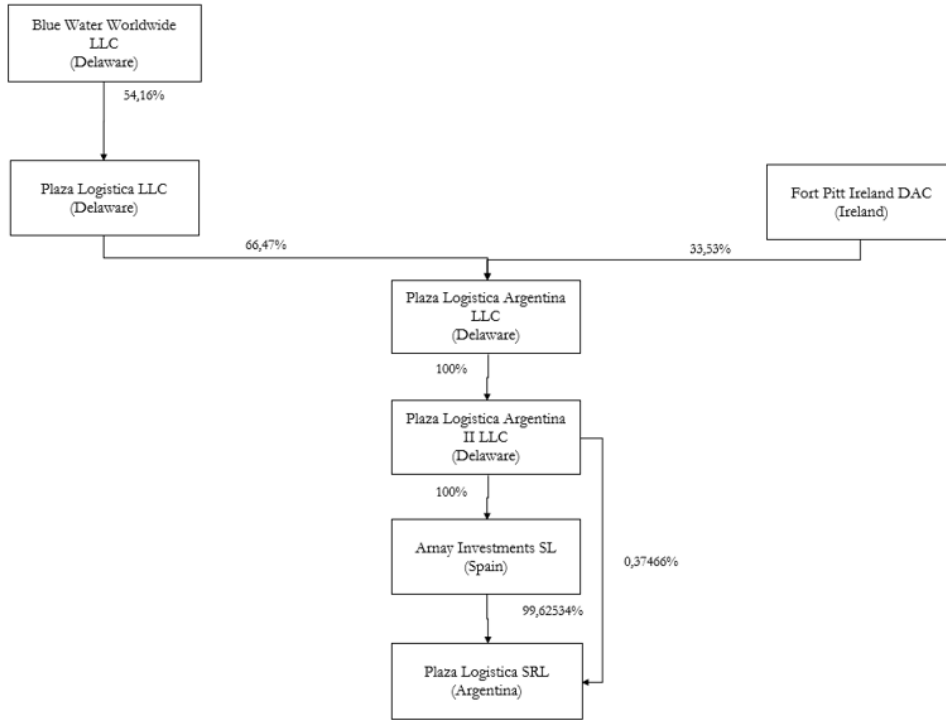 Blue Water Worldwide
LLC
(Delaware)
54,16%
Plaza Logistica LLC
(Delaware)
Fort Pitt Ireland DAC
(Ireland)
66,47%
33,53%
Plaza Logistica Argentina
LLC
(Delaware)
100%
Plaza Logistica Argentina
II LLC
(Delaware)
100%
Arnay Investments SL
(Spain)
0,37466%
99,62534%
Plaza Logistica SRL
(Argentina)